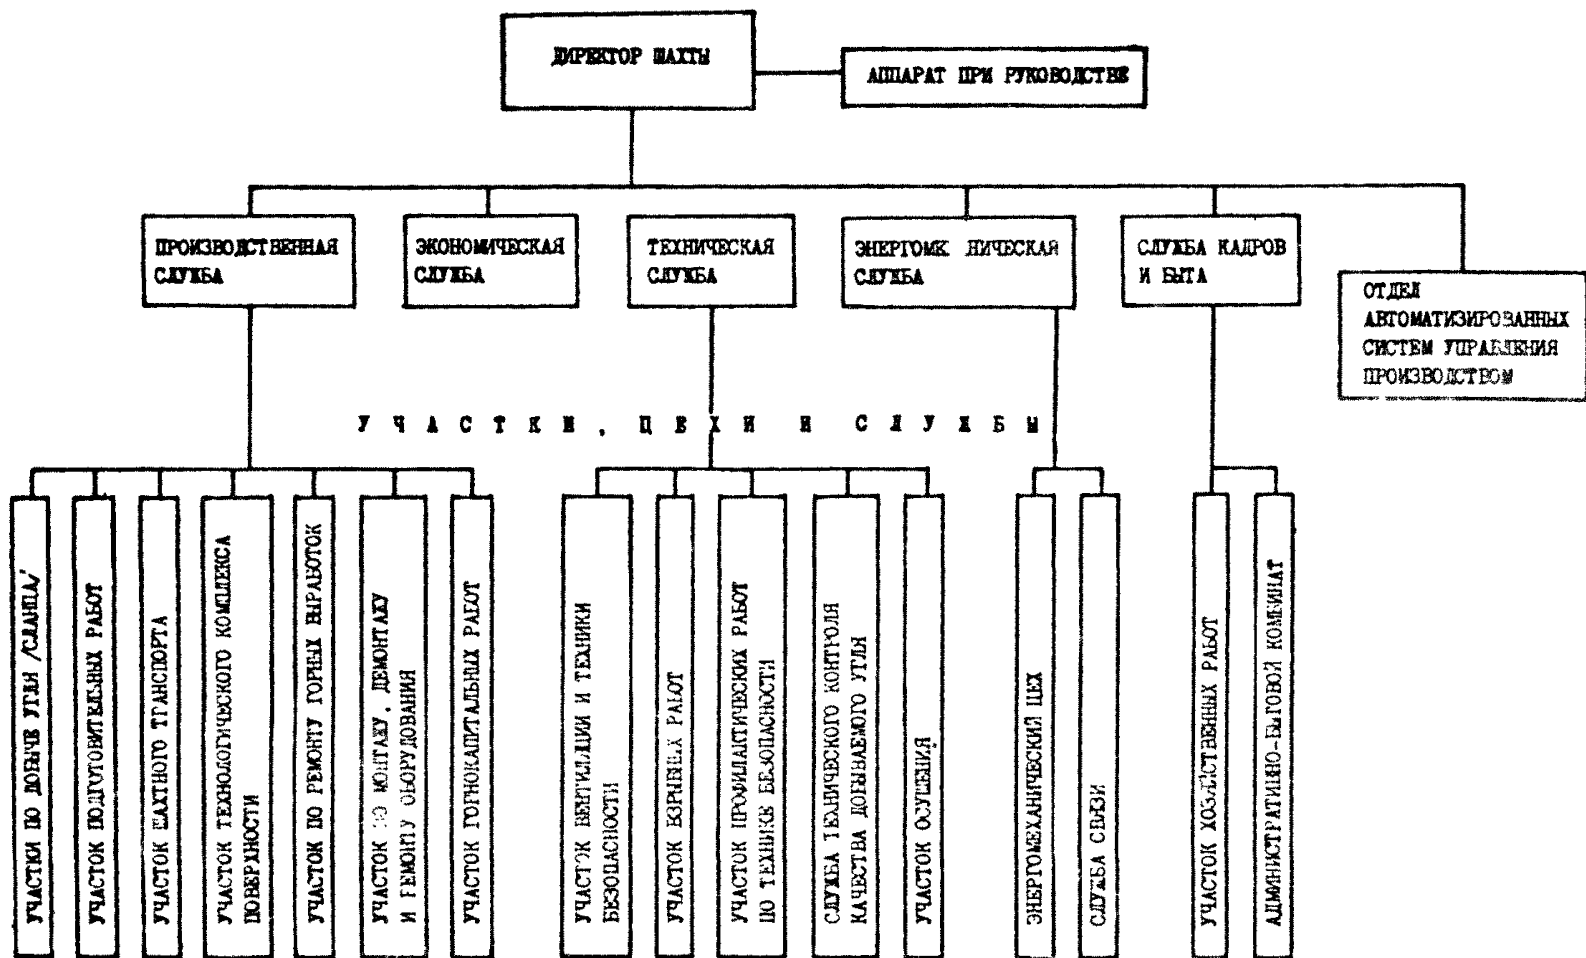 ДИРЕКТОР ШАХТЫ
АППАРАТ ПРИ РУКОВОДСТВЕ
ПРОИЗВОДСТВЕННАЯ
СЛУЖБА
ЭКОНОМИЧЕСКАЯ
СЛУЖБА
ТЕХНИЧЕСКАЯ
СЛУЖБА
ЭНЕРГОМЕ НИЧЕСКАЯ
СЛУЖБА
СЛУЖБА КАДРОВ
И БЫТА
ОТДЕЛ
АВТОМАТИЗИРОВАННЫХ
СИСТЕМ УПРАВЛЕНИЯ
ПРОИЗВОДСТВОМ
УЧАСТКИ, ЦЕХИ И СЛУЖБЫ
УЧАСТКИ ПО ДОБЫЧЕ УГЛЯ /СЛАНЦА/
УЧАСТОК ПОДГОТОВИТЕЛЬНЫХ РАБОТ
УЧАСТОК ШАХТНОГО ТРАНСПОРТА
УЧАСТОК ТЕХНОЛОГИЧЕСКОГО КОМПЛЕКСА
ПОВЕРХНОСТИ
УЧАСТОК ПО РЕМОНТУ ГОРНЫХ ВЫРАБОТОК
УЧАСТОК ПО МОНТАЖУ, ДЕМОНТАЖУ
И РЕМОНТУ ОБОРУДОВАНИЯ
УЧАСТОК ГОРНОКАПИТАЛЬНЫХ РАБОТ
УЧАСТОК ВЕНТИЛЯЦИИ И ТЕХНИКИ
БЕЗОПАСНОСТИ
УЧАСТОК ВЗРЫВНЫХ РАБОТ
УЧАСТОК ПРОФИЛАКТИЧЕСКИХ РАБОТ
ПО ТЕХНИКЕ БЕЗОПАСНОСТИ
СЛУЖБА ТЕХНИЧЕСКОГО КОНТРОЛЯ
КАЧЕСТВА ДОБЫВАЕМОГО УГЛЯ
УЧАСТОК ОСУШЕНИЯ
ЭНЕРГОМЕХАНИЧЕСКИЙ ЦЕХ
СЛУЖБА СВЯЗИ
УЧАСТОК ХОЗЯЙСТВЕННЫХ РАБОТ
АДМИНИСТРАТИВНО-БЫТОВОЙ КОМБИНАТ